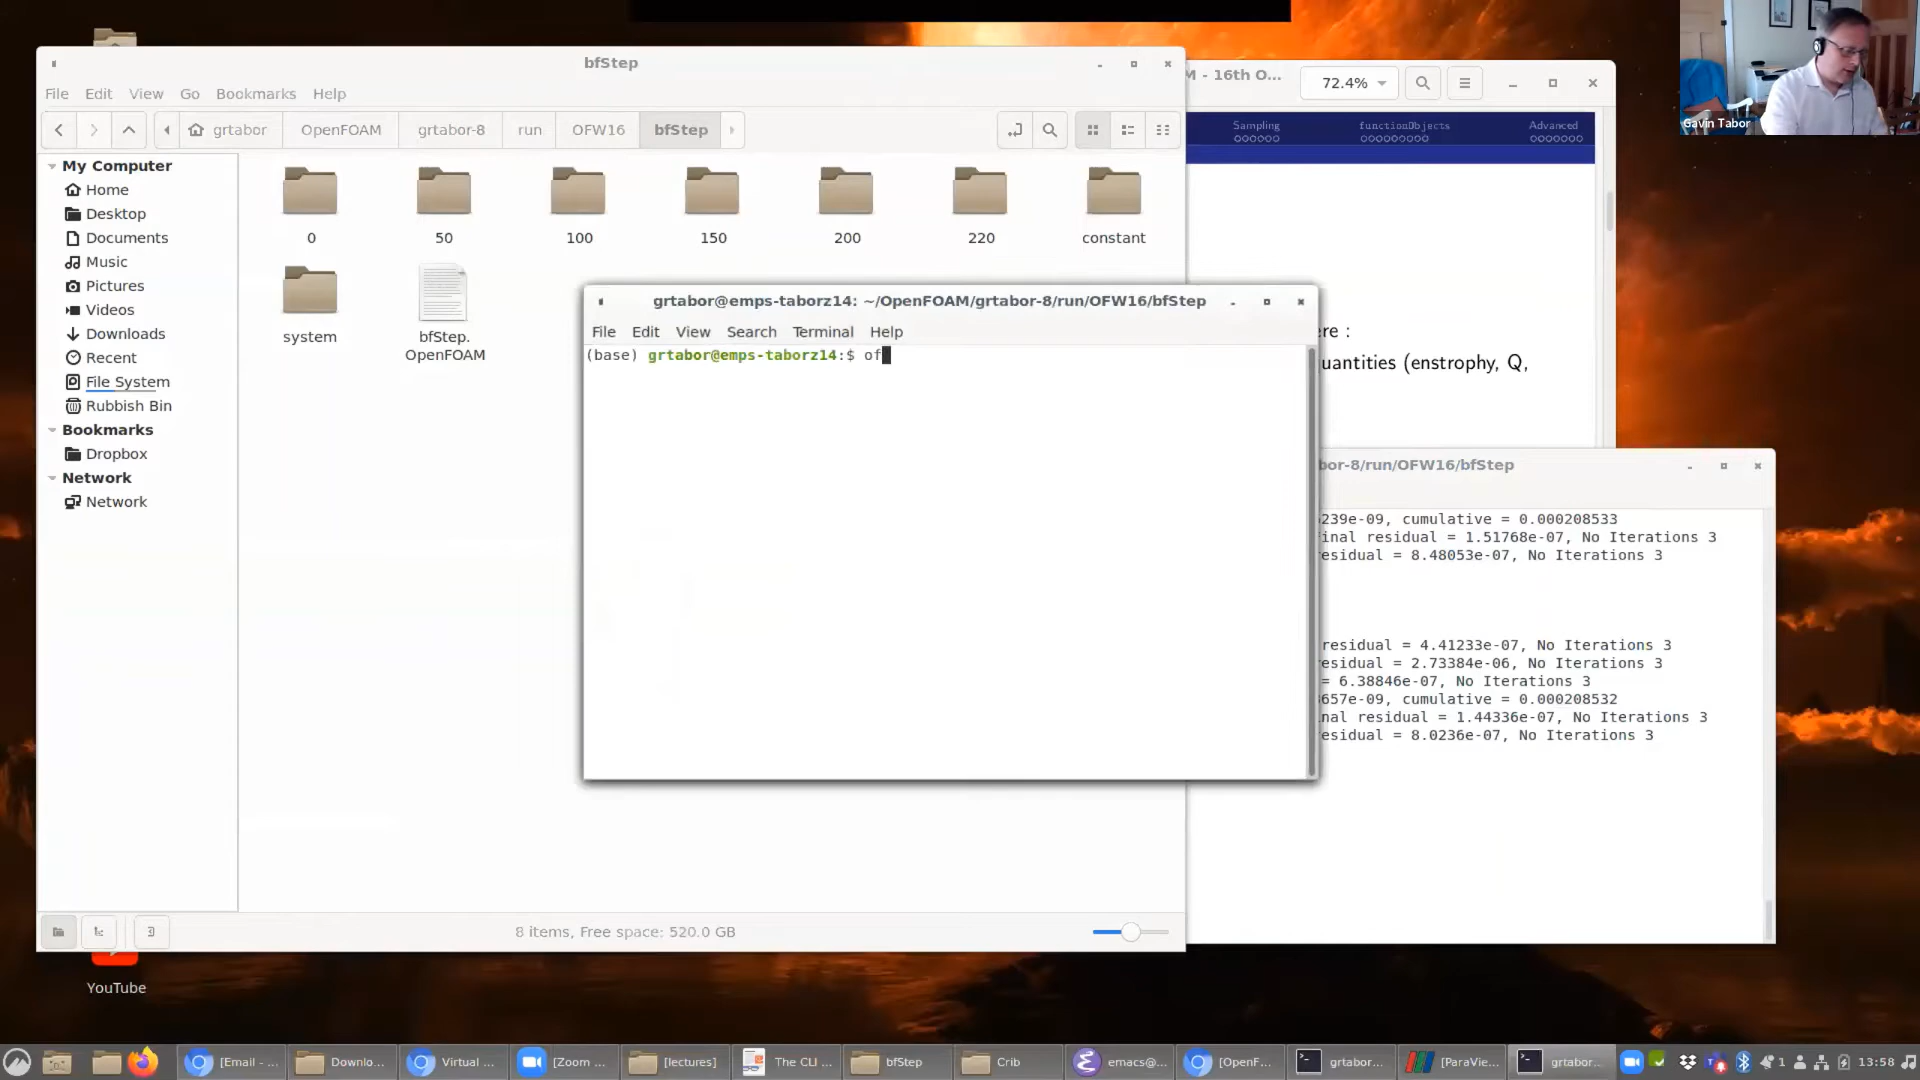 bfStep
File Edit View Go Bookmarks Help
grtabor OpenFOAM grtabor-8 run OFW16 bfStep
My Computer
Home
Desktop
Documents
Music
Pictures
Videos
Downloads
Recent
File System
Rubbish Bin
Bookmarks
Dropbox
Network
Network
0 50 100 150 200 220 constant
system
bfStep.
OpenFOAM
8 items, Free space: 520.0 GB
M - 16th O...
72.4%
Sampling functionObjects Advanced
ere :
uantities (enstrophy, Q,
Gavin Tabor
grtabor@emps-taborz14: ~/OpenFOAM/grtabor-8/run/OFW16/bfStep
File Edit View Search Terminal Help
(base) grtabor@emps-taborz14:$ of
bor-8/run/OFW16/bfStep
239e-09, cumulative = 0.000208533
inal residual = 1.51768e-07, No Iterations 3
esidual = 8.48053e-07, No Iterations 3
residual = 4.41233e-07, No Iterations 3
esidual = 2.73384e-06, No Iterations 3
= 6.38846e-07, No Iterations 3
657e-09, cumulative = 0.000208532
nal residual = 1.44336e-07, No Iterations 3
esidual = 8.0236e-07, No Iterations 3
YouTube
[Email - ...
Downlo...
Virtual ...
[Zoom ...
[lectures]
The CLI ...
bfStep
Crib
emacs@...
[OpenF...
grtabor...
[ParaVie...
grtabor...
1
13:58